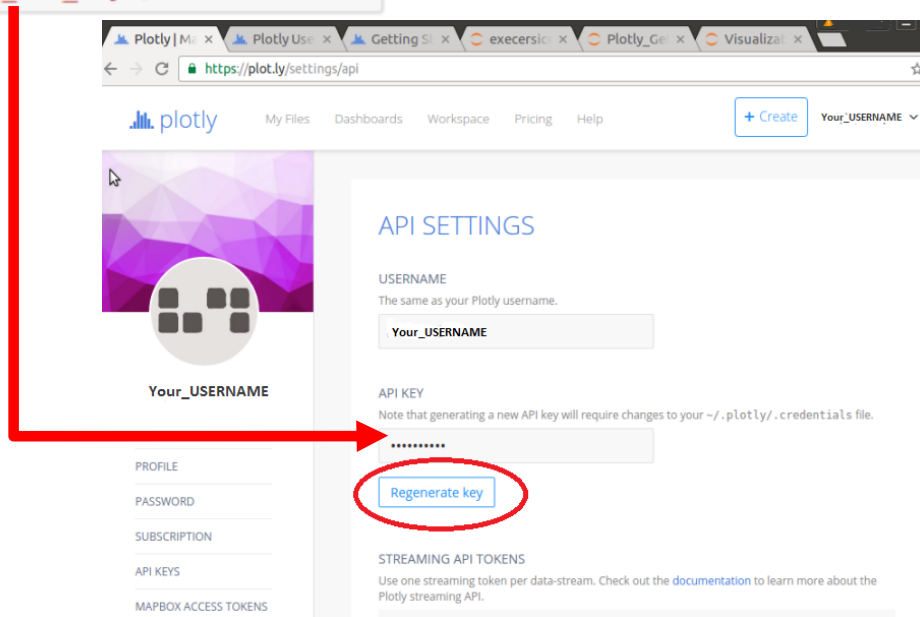 Plotly | Ma
Plotly Use
Getting S
execersic
Plotly_Ge
Visualizat
https://plot.ly/settings/api
plotly
My Files
Dashboards
Workspace
Pricing
Help
+ Create
Your_USERNAME
API SETTINGS
USERNAME
The same as your Plotly username.
Your_USERNAME
Your_USERNAME
API KEY
Note that generating a new API key will require changes to your ~/.plotly/.credentials file.
••••••••••
Regenerate key
PROFILE
PASSWORD
SUBSCRIPTION
API KEYS
MAPBOX ACCESS TOKENS
STREAMING API TOKENS
Use one streaming token per data-stream. Check out the documentation to learn more about the
Plotly streaming API.